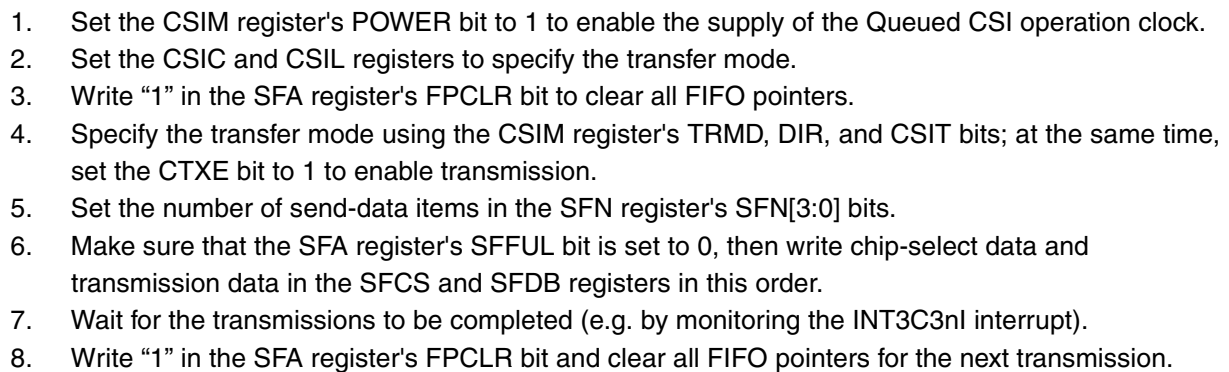 1. Set the CSIM register's POWER bit to 1 to enable the supply of the Queued CSI operation clock.
2. Set the CSIC and CSIL registers to specify the transfer mode.
3. Write “1” in the SFA register's FPCLR bit to clear all FIFO pointers.
4. Specify the transfer mode using the CSIM register's TRMD, DIR, and CSIT bits; at the same time,
set the CTXE bit to 1 to enable transmission.
5. Set the number of send-data items in the SFN register's SFN[3:0] bits.
6. Make sure that the SFA register's SFFUL bit is set to 0, then write chip-select data and
transmission data in the SFCS and SFDB registers in this order.
7. Wait for the transmissions to be completed (e.g. by monitoring the INT3C3nI interrupt).
8. Write “1” in the SFA register's FPCLR bit and clear all FIFO pointers for the next transmission.